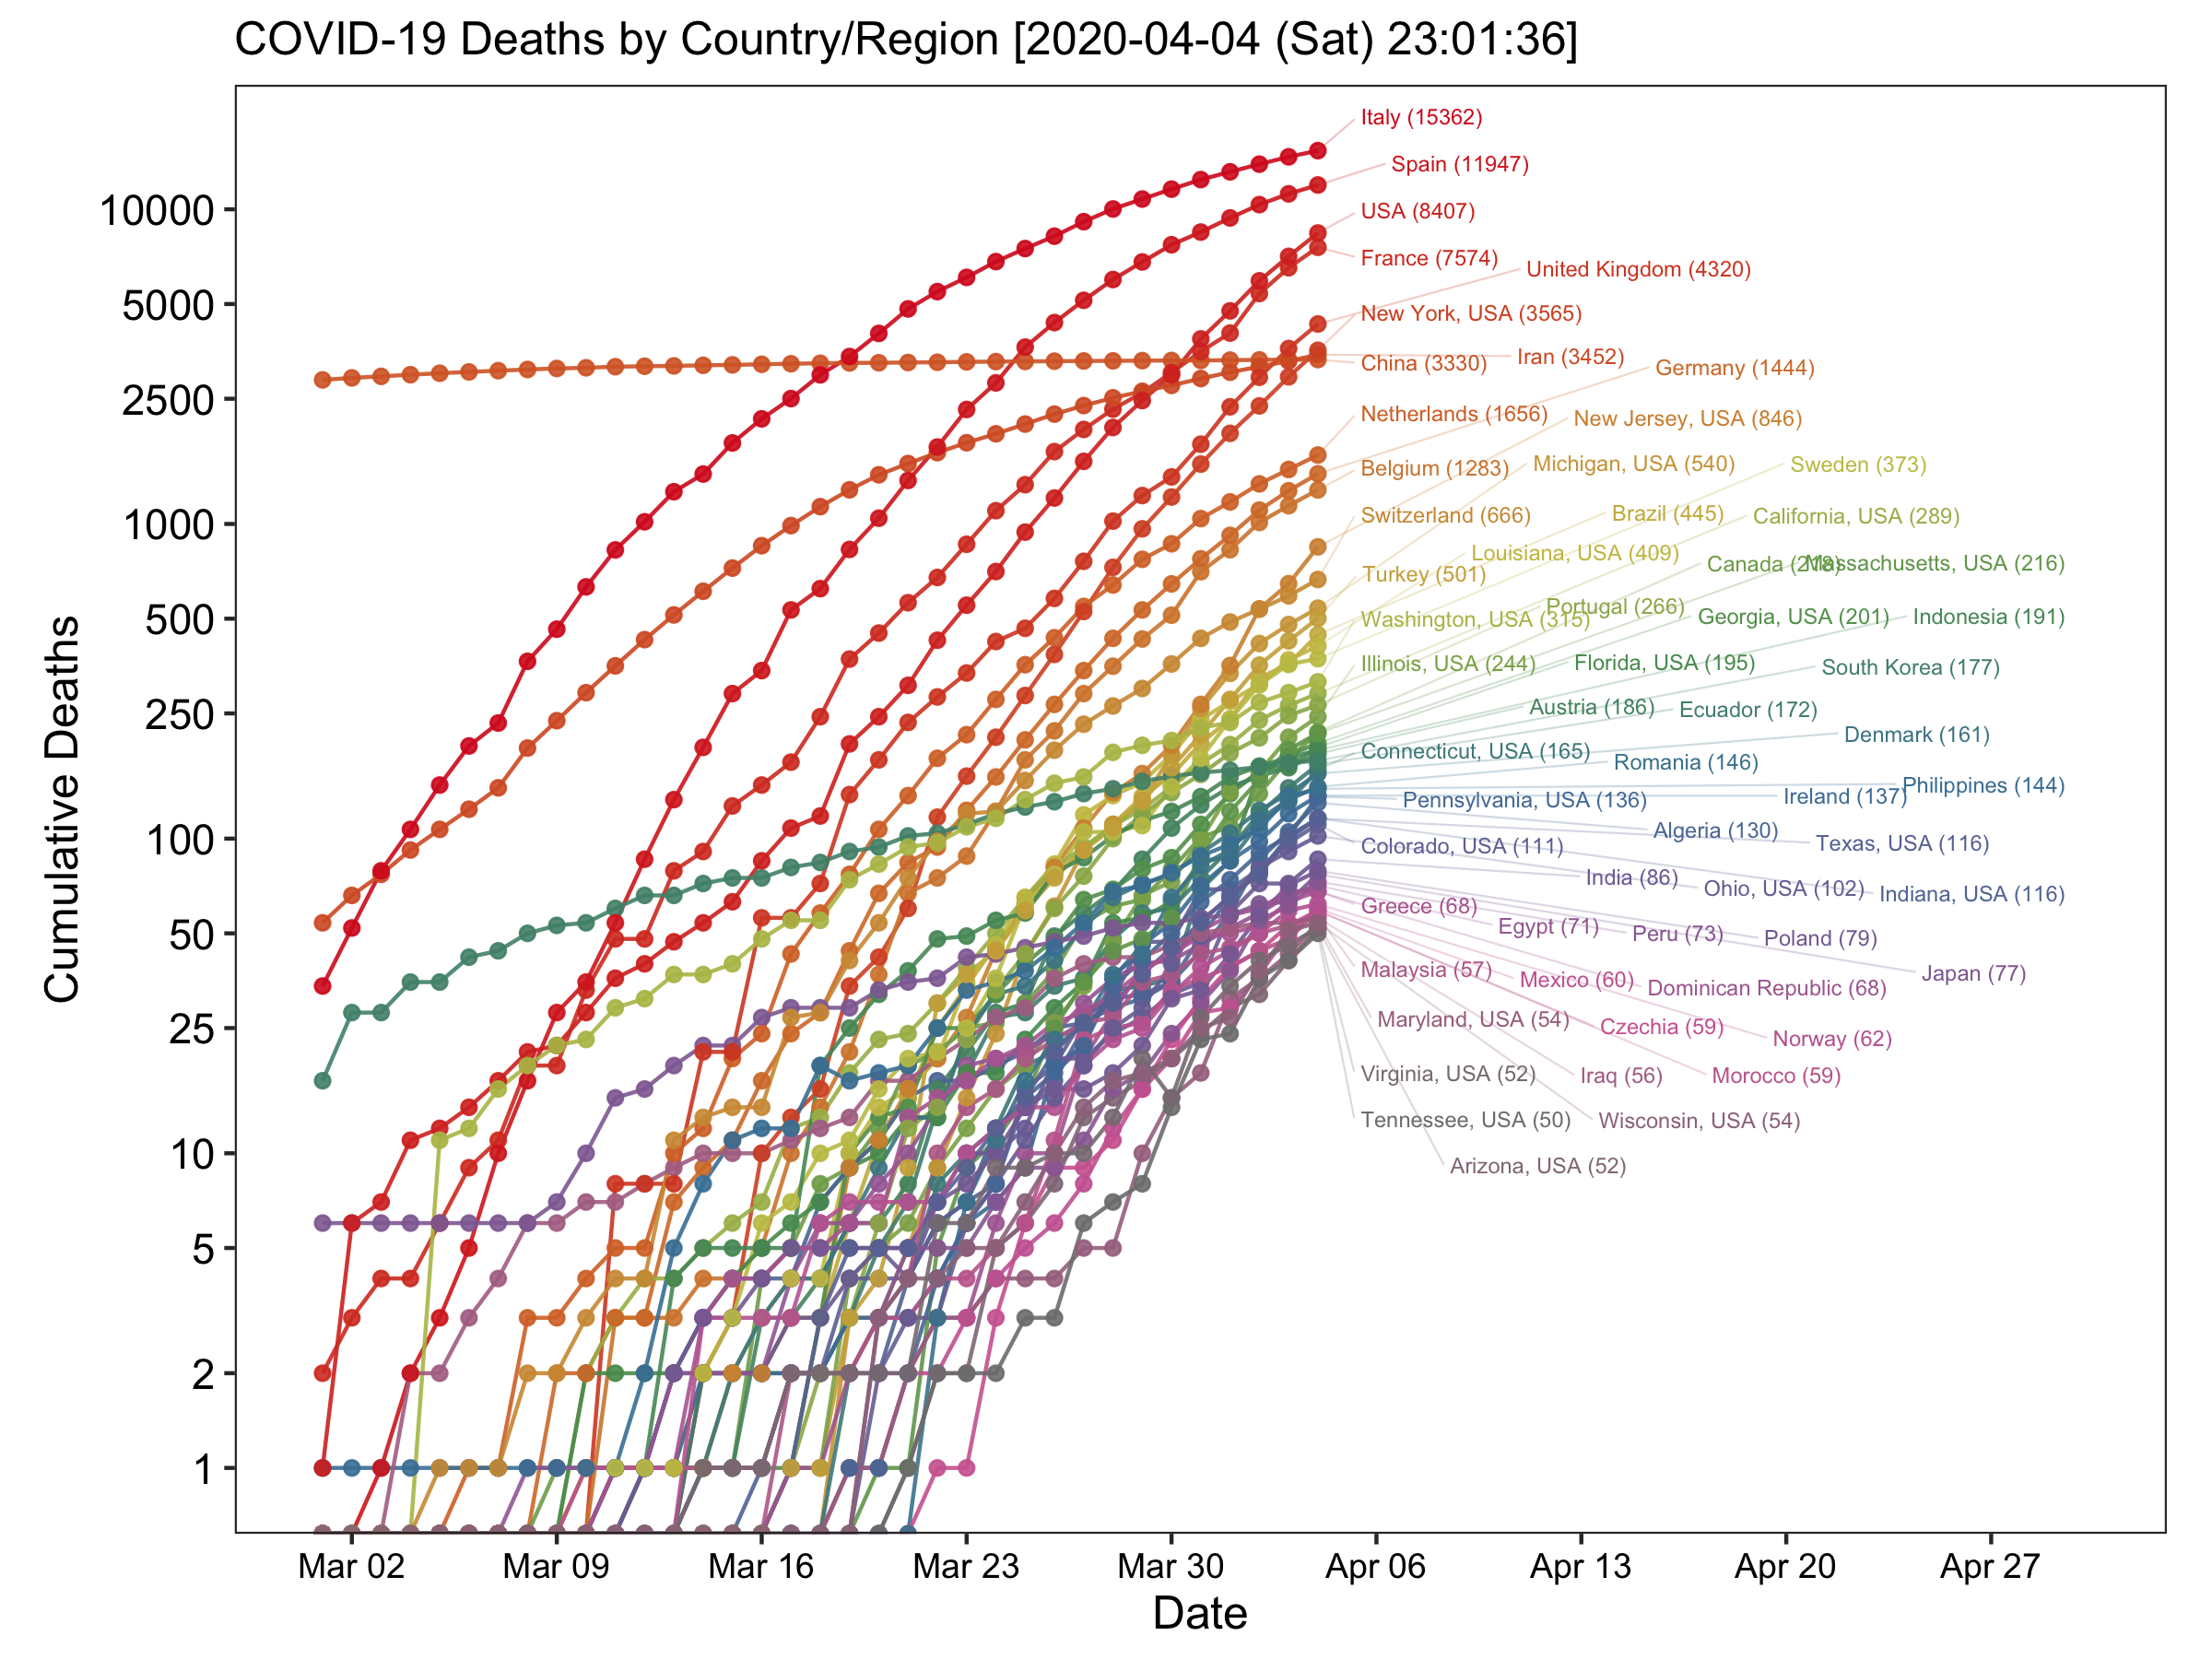 COVID-19 Deaths by Country/Region [2020-04-04 (Sat) 23:01:36]
Cumulative Deaths
10000
5000
2500
1000
500
250
100
50
25
10
5
2
1
Italy (15362)
Spain (11947)
USA (8407)
France (7574)
United Kingdom (4320)
New York, USA (3565)
China (3330)
Iran (3452)
Germany (1444)
Netherlands (1656)
New Jersey, USA (846)
Belgium (1283)
Michigan, USA (540)
Sweden (373)
Switzerland (666)
Brazil (445)
California, USA (289)
Louisiana, USA (409)
Turkey (501)
Canada (218)
Massachusetts, USA (216)
Portugal (266)
Washington, USA (315)
Georgia, USA (201)
Indonesia (191)
Illinois, USA (244)
Florida, USA (195)
South Korea (177)
Austria (186)
Ecuador (172)
Denmark (161)
Connecticut, USA (165)
Romania (146)
Philippines (144)
Pennsylvania, USA (136)
Ireland (137)
Algeria (130)
Texas, USA (116)
Colorado, USA (111)
India (86)
Ohio, USA (102)
Indiana, USA (116)
Greece (68)
Egypt (71)
Peru (73)
Poland (79)
Malaysia (57)
Mexico (60)
Dominican Republic (68)
Japan (77)
Maryland, USA (54)
Czechia (59)
Norway (62)
Virginia, USA (52)
Iraq (56)
Morocco (59)
Tennessee, USA (50)
Wisconsin, USA (54)
Arizona, USA (52)
Mar 02
Mar 09
Mar 16
Mar 23
Mar 30
Apr 06
Apr 13
Apr 20
Apr 27
Date